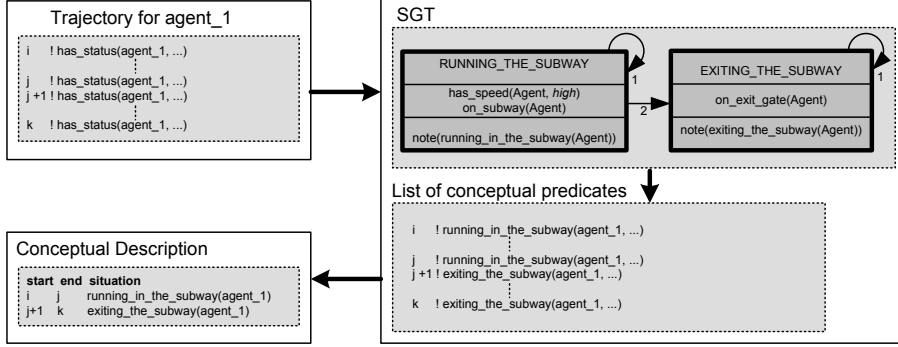 Trajectory for agent_1
i ! has_status(agent_1, ...)
j ! has_status(agent_1, ...)
j +1 ! has_status(agent_1, ...)
k ! has_status(agent_1, ...)
SGT
RUNNING_THE_SUBWAY
has_speed(Agent, high)
on_subway(Agent)
note(running_in_the_subway(Agent))
1
2
EXITING_THE_SUBWAY
on_exit_gate(Agent)
note(exiting_the_subway(Agent))
1
List of conceptual predicates
i ! running_in_the_subway(agent_1, ...)
j ! running_in_the_subway(agent_1, ...)
j +1 ! exiting_the_subway(agent_1, ...)
k ! exiting_the_subway(agent_1, ...)
Conceptual Description
start end situation
i j running_in_the_subway(agent_1)
j+1 k exiting_the_subway(agent_1)